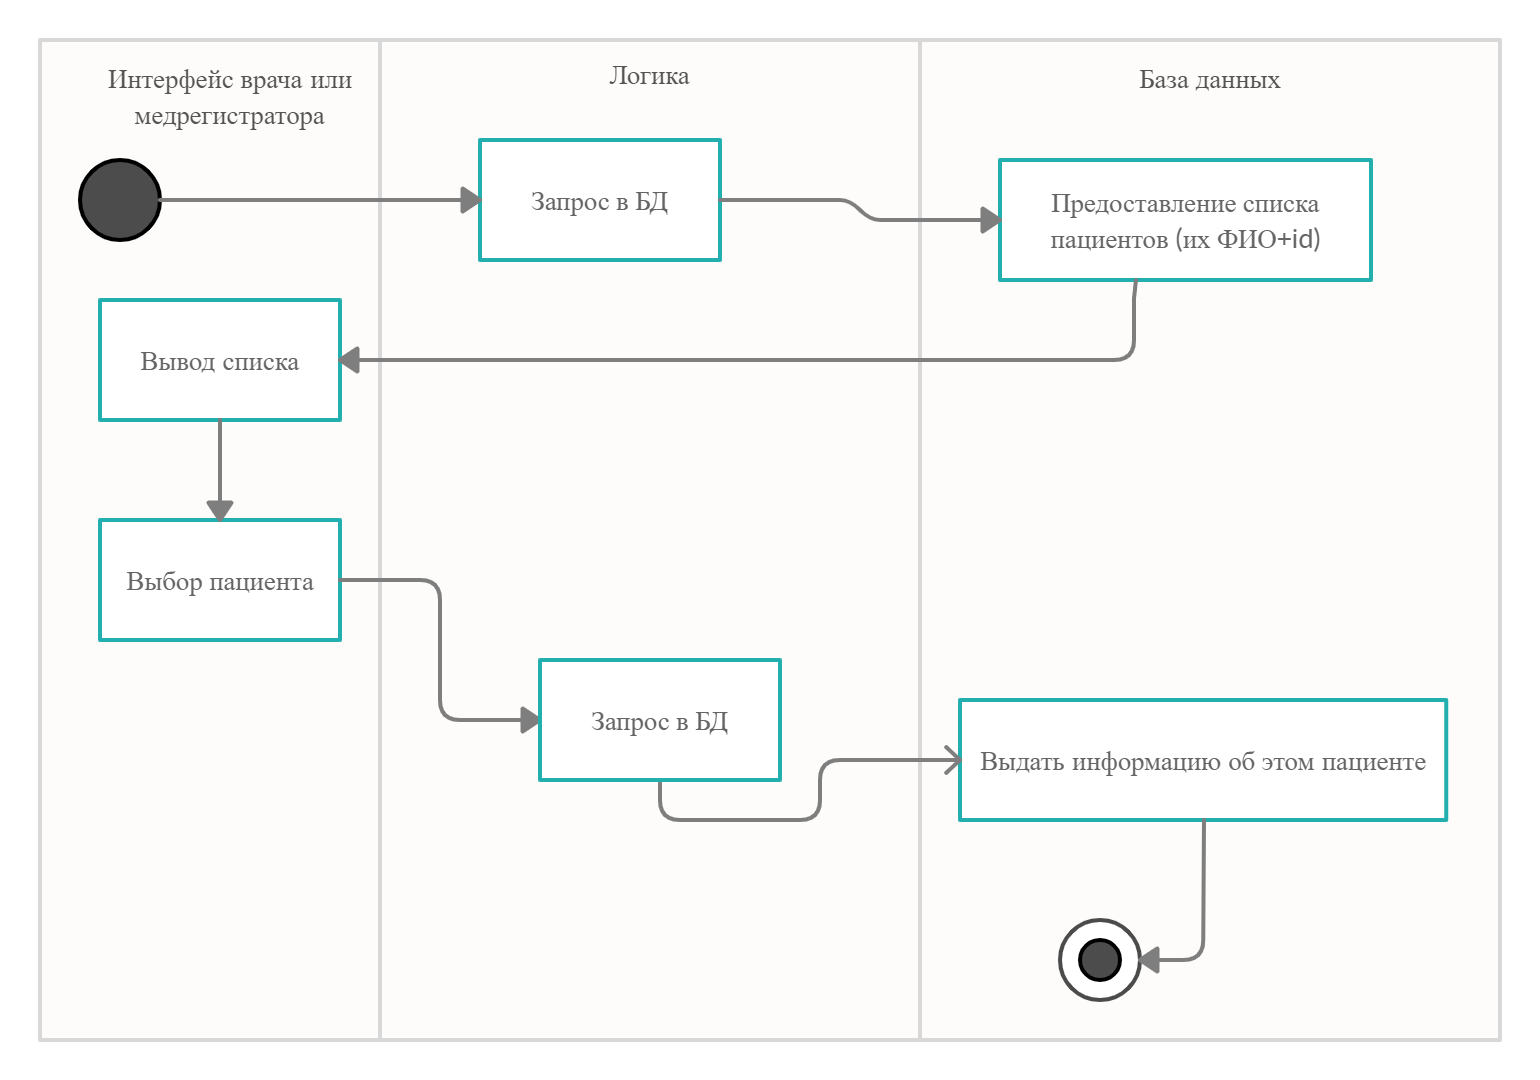 Интерфейс врача или
медрегистратора
Логика
База данных
Запрос в БД
Предоставление списка
пациентов (их ФИО+id)
Вывод списка
Выбор пациента
Запрос в БД
Выдать информацию об этом пациенте